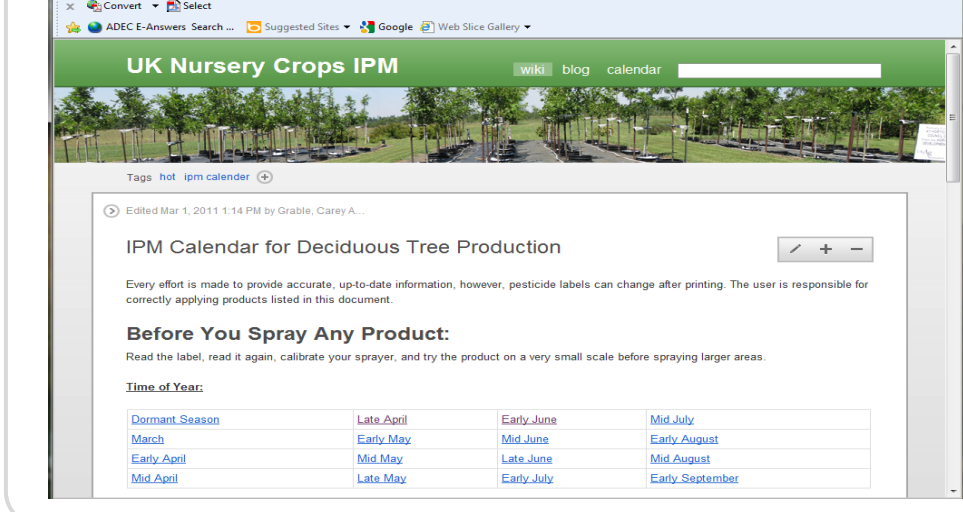 x Convert Select
ADEC E-Answers Search ... Suggested Sites Google Web Slice Gallery
UK Nursery Crops IPM wiki blog calendar
Tags hot ipm calender
Edited Mar 1, 2011 1:14 PM by Grable, Carey A...
IPM Calendar for Deciduous Tree Production
Every effort is made to provide accurate, up-to-date information, however, pesticide labels can change after printing. The user is responsible for
correctly applying products listed in this document.
Before You Spray Any Product:
Read the label, read it again, calibrate your sprayer, and try the product on a very small scale before spraying larger areas.
Time of Year:
Dormant Season Late April Early June Mid July
March Early May Mid June Early August
Early April Mid May Late June Mid August
Mid April Late May Early July Early September